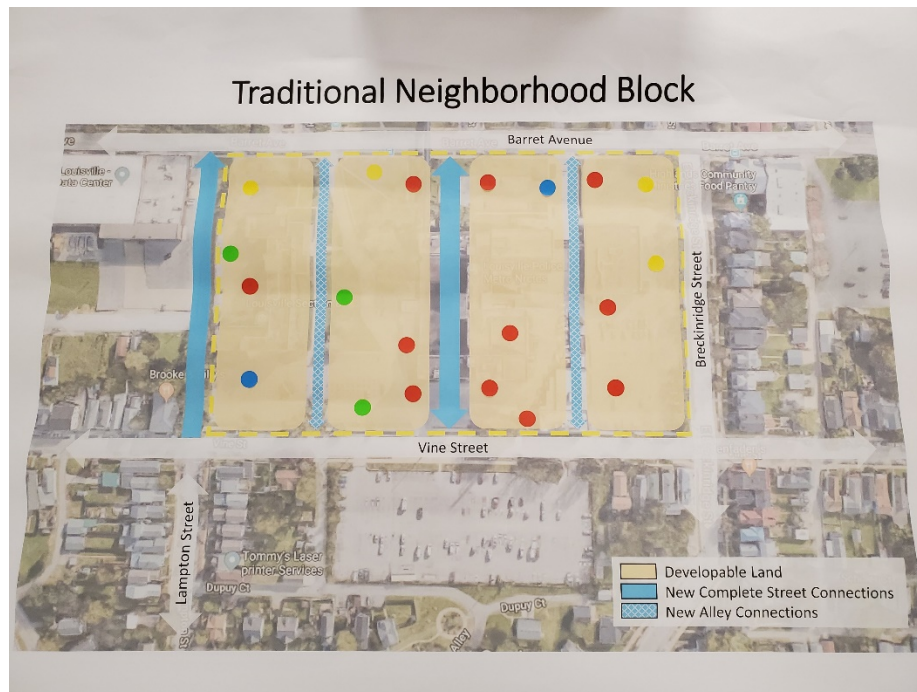 Traditional Neighborhood Block
Barret Avenue
Louisville -
Center
Community
Food Pantry
Breckinridge Street
Vine Street
Lampton Street
Tommy's Laser
printer Services
Dupuy Ct
Dupuy Ct
Alley
Developable Land
New Complete Street Connections
New Alley Connections